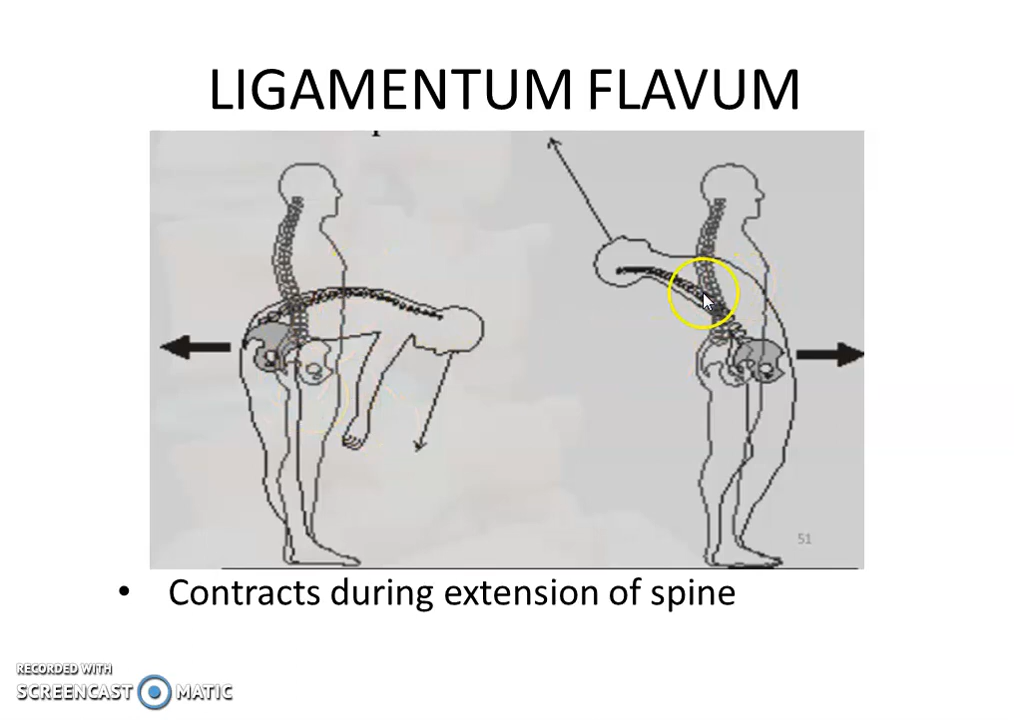 LIGAMENTUM FLAVUM
51
• Contracts during extension of spine
RECORDED WITH
SCREENCAST MATIC